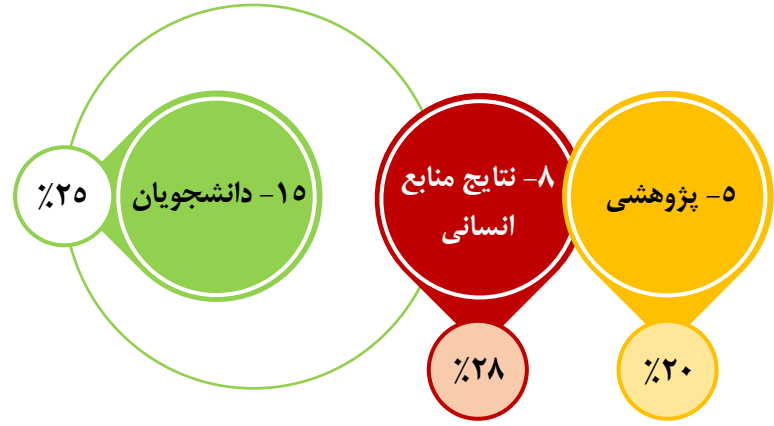 ۵- پژوهشی
۲۰٪
۸- نتایج منابع
انسانی
۲۸٪
۱۵- دانشجویان
۲۵٪